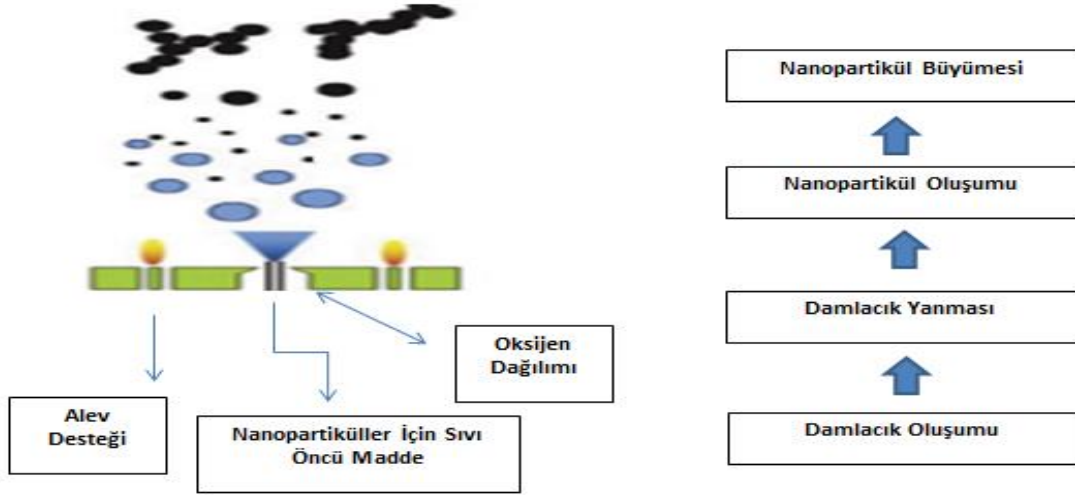 Nanopartikül Büyümesi
Nanopartikül Oluşumu
Damlacık Yanması
Damlacık Oluşumu
Oksijen
Dağılımı
Alev
Desteği
Nanopartiküller İçin Sıvı
Öncü Madde